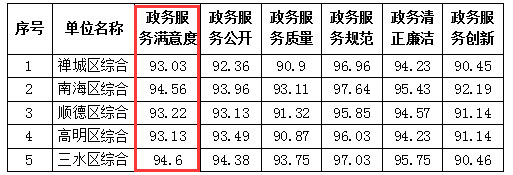 序号 单位名称 政务服务满意度 政务服务公开 政务服务质量 政务服务规范 政务清正廉洁 政务服务创新
1 禅城区综合 93.03 92.36 90.9 96.96 94.23 90.45
2 南海区综合 94.56 93.96 93.11 97.64 95.43 92.19
3 顺德区综合 93.22 93.13 91.32 95.85 94.57 91.14
4 高明区综合 93.13 93.49 90.87 96.03 94.23 91.14
5 三水区综合 94.6 94.38 93.75 97.03 95.75 90.46